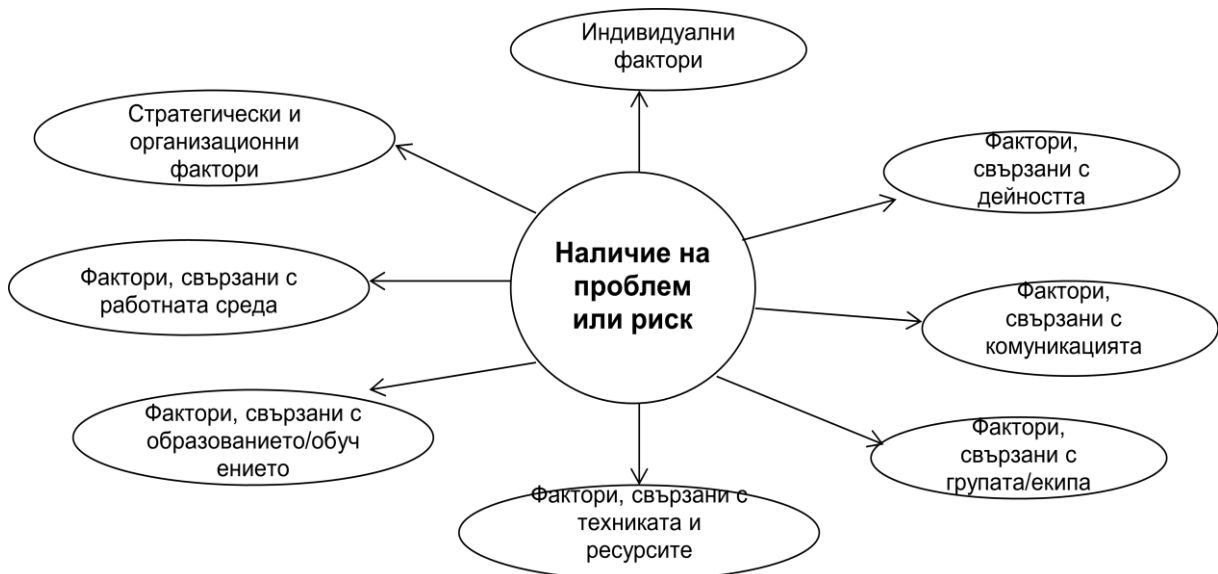 Индивидуални
фактори
Стратегически и
организационни
фактори
Фактори,
свързани с
дейността
Наличие на
проблем
или риск
Фактори, свързани с
работната среда
Фактори,
свързани с
комуникацията
Фактори, свързани с
образованието/обуч
ението
Фактори,
свързани с
групата/екипа
Фактори, свързани с
техниката и
ресурсите